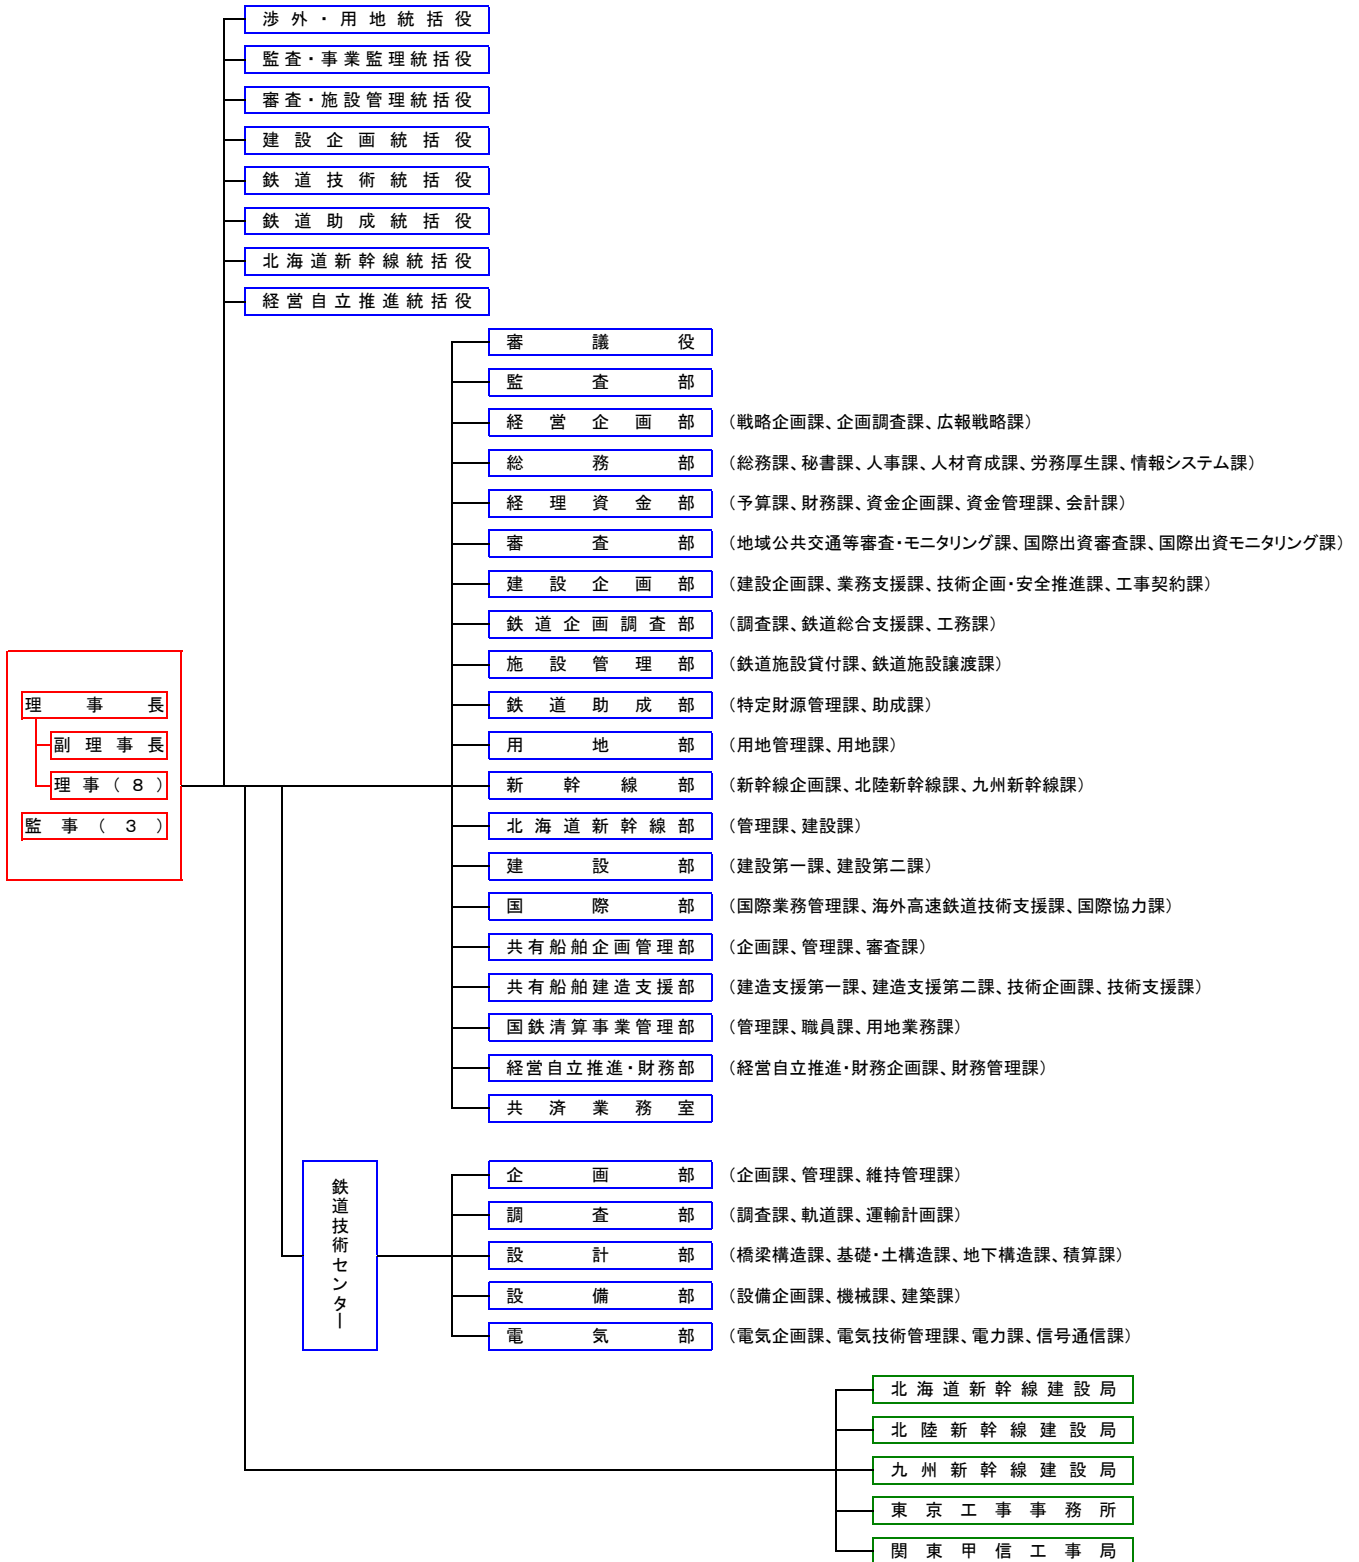 渉外・用地統括役
監査・事業監理統括役
審査・施設管理統括役
建設企画統括役
鉄道技術統括役
鉄道助成統括役
北海道新幹線統括役
経営自立推進統括役
審議役
監査部
経営企画部 （戦略企画課、企画調査課、広報戦略課）
総務部 （総務課、秘書課、人事課、人材育成課、労務厚生課、情報システム課）
経理資金部 （予算課、財務課、資金企画課、資金管理課、会計課）
審査部 （地域公共交通等審査・モニタリング課、国際出資審査課、国際出資モニタリング課）
建設企画部 （建設企画課、業務支援課、技術企画・安全推進課、工事契約課）
鉄道企画調査部 （調査課、鉄道総合支援課、工務課）
施設管理部 （鉄道施設貸付課、鉄道施設譲渡課）
鉄道助成部 （特定財源管理課、助成課）
用地部 （用地管理課、用地課）
新幹線部 （新幹線企画課、北陸新幹線課、九州新幹線課）
北海道新幹線部 （管理課、建設課）
建設部 （建設第一課、建設第二課）
国際部 （国際業務管理課、海外高速鉄道技術支援課、国際協力課）
共有船舶企画管理部 （企画課、管理課、審査課）
共有船舶建造支援部 （建造支援第一課、建造支援第二課、技術企画課、技術支援課）
国鉄清算事業管理部 （管理課、職員課、用地業務課）
経営自立推進・財務部 （経営自立推進・財務企画課、財務管理課）
共済業務室
理事長
副理事長
理事（８）
監事（３）
鉄道技術センター
企画部 （企画課、管理課、維持管理課）
調査部 （調査課、軌道課、運輸計画課）
設計部 （橋梁構造課、基礎・土構造課、地下構造課、積算課）
設備部 （設備企画課、機械課、建築課）
電気部 （電気企画課、電気技術管理課、電力課、信号通信課）
北海道新幹線建設局
北陸新幹線建設局
九州新幹線建設局
東京工事事務所
関東甲信工事局